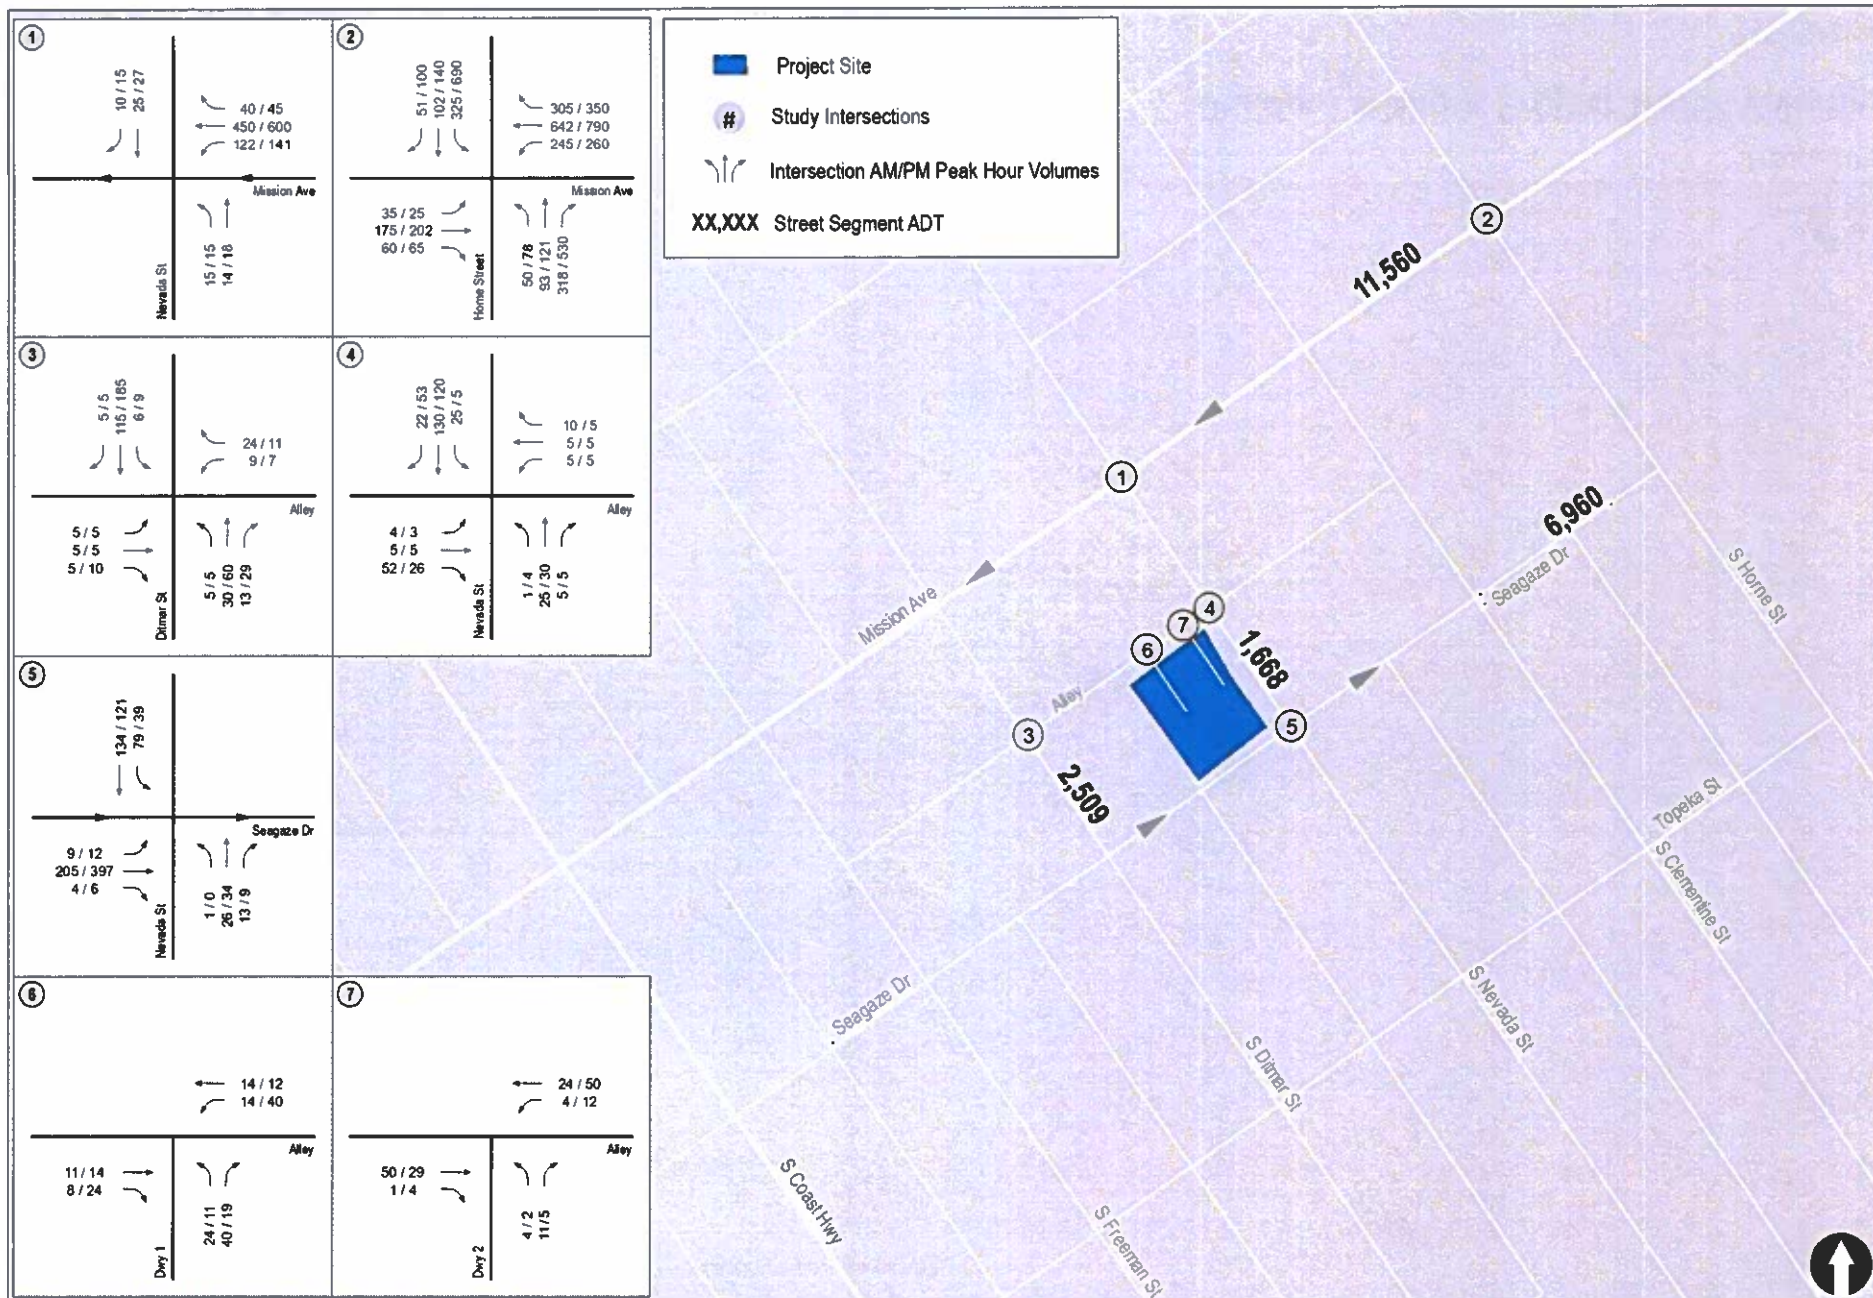 1
10 / 15
25 / 27
40 / 45
450 / 600
122 / 141
Mission Ave
15 / 15
14 / 18
Nevada St
2
51 / 100
102 / 140
325 / 690
305 / 350
642 / 790
245 / 260
Mission Ave
35 / 25
175 / 202
60 / 65
50 / 78
93 / 121
318 / 530
Home Street
3
5 / 5
115 / 185
6 / 9
24 / 11
9 / 7
Alley
5 / 5
5 / 5
5 / 10
5 / 5
30 / 60
13 / 29
Ditmar St
4
22 / 53
130 / 120
25 / 5
10 / 5
5 / 5
5 / 5
Alley
4 / 3
5 / 5
52 / 26
1 / 4
25 / 30
5 / 5
Nevada St
5
134 / 121
79 / 39
Seagaze Dr
9 / 12
205 / 397
4 / 6
1 / 0
26 / 34
13 / 9
Nevada St
6
14 / 12
14 / 40
Alley
11 / 14
8 / 24
24 / 11
40 / 19
Dwy 1
7
24 / 50
4 / 12
Alley
50 / 29
1 / 4
4 / 2
11 / 5
Dwy 2
Project Site
# Study Intersections
Intersection AM/PM Peak Hour Volumes
XX,XXX Street Segment ADT
2
11,560
1
6,960
Seagaze Dr
S Horne St
Mission Ave
4
7
6
1,668
Alley
3
5
2,509
Topeka St
S Clementine St
Seagaze Dr
S Nevada St
S Ditmar St
S Coast Hwy
S Freeman St